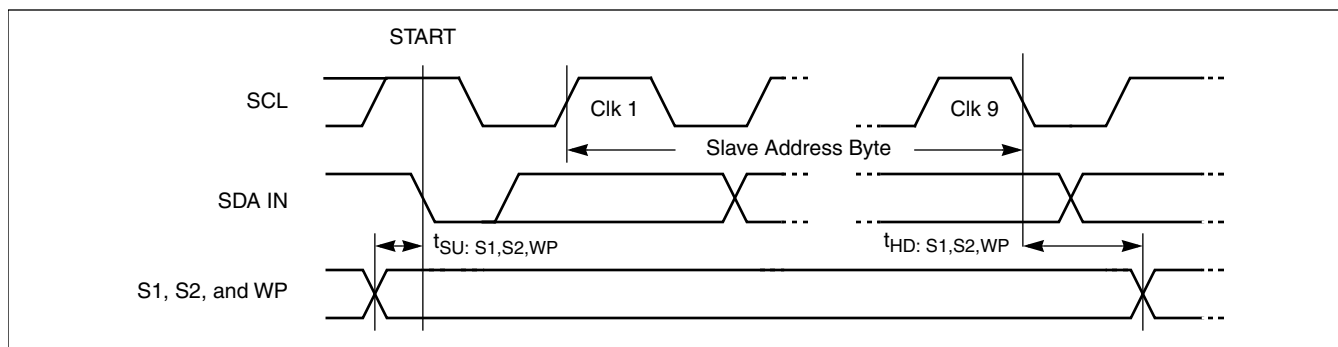 START
SCL
Clk 1
Clk 9
Slave Address Byte
SDA IN
tSU: S1,S2,WP
tHD: S1,S2,WP
S1, S2, and WP